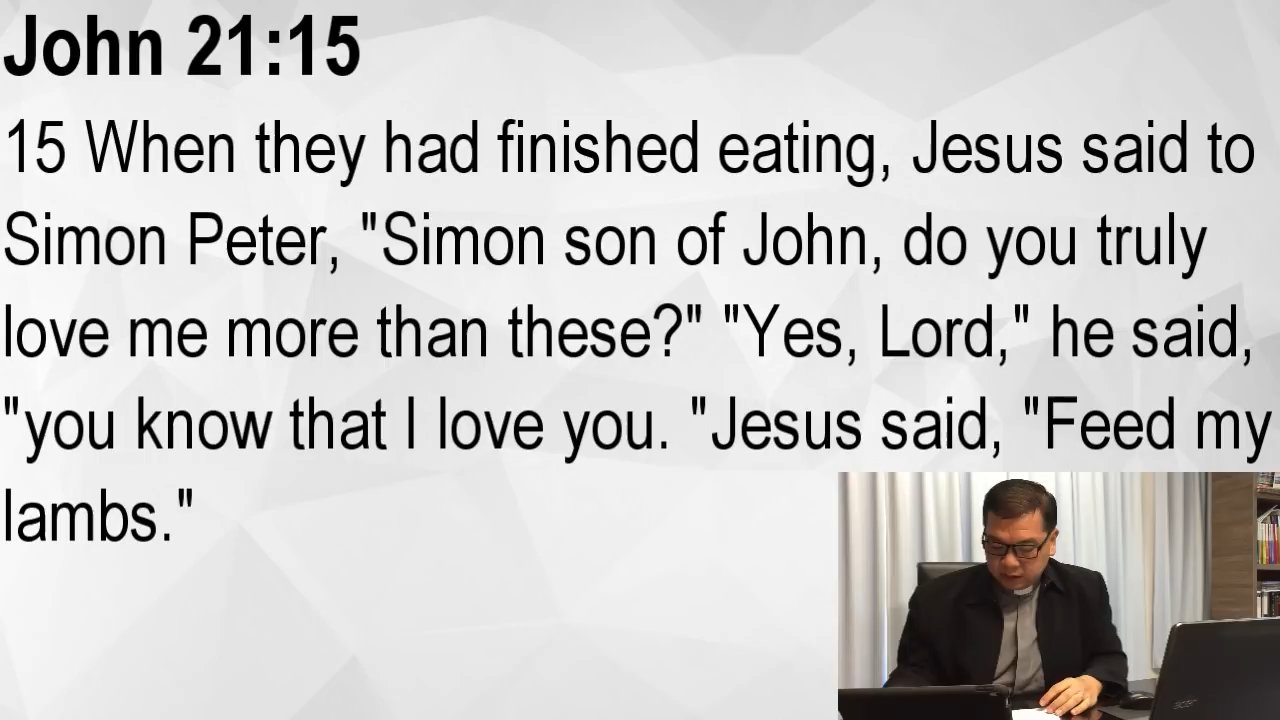 John 21:15
15 When they had finished eating, Jesus said to
Simon Peter, "Simon son of John, do you truly
love me more than these?" "Yes, Lord," he said,
"you know that I love you. "Jesus said, "Feed my
lambs."